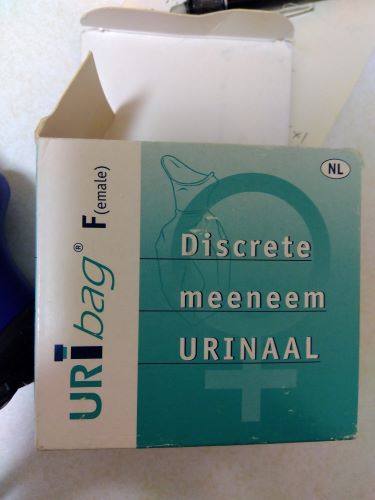 URIbag® F(emale)
NL
Discrete
meeneem
URINAAL